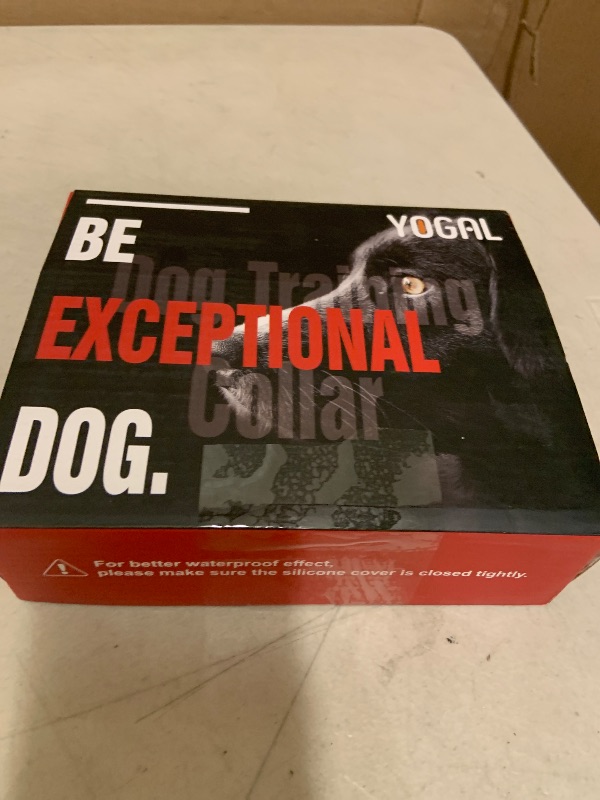 YOGAL
BE
Dog Training
EXCEPTIONAL
Collar
DOG.
For better waterproof effect,
please make sure the silicone cover is closed tightly.